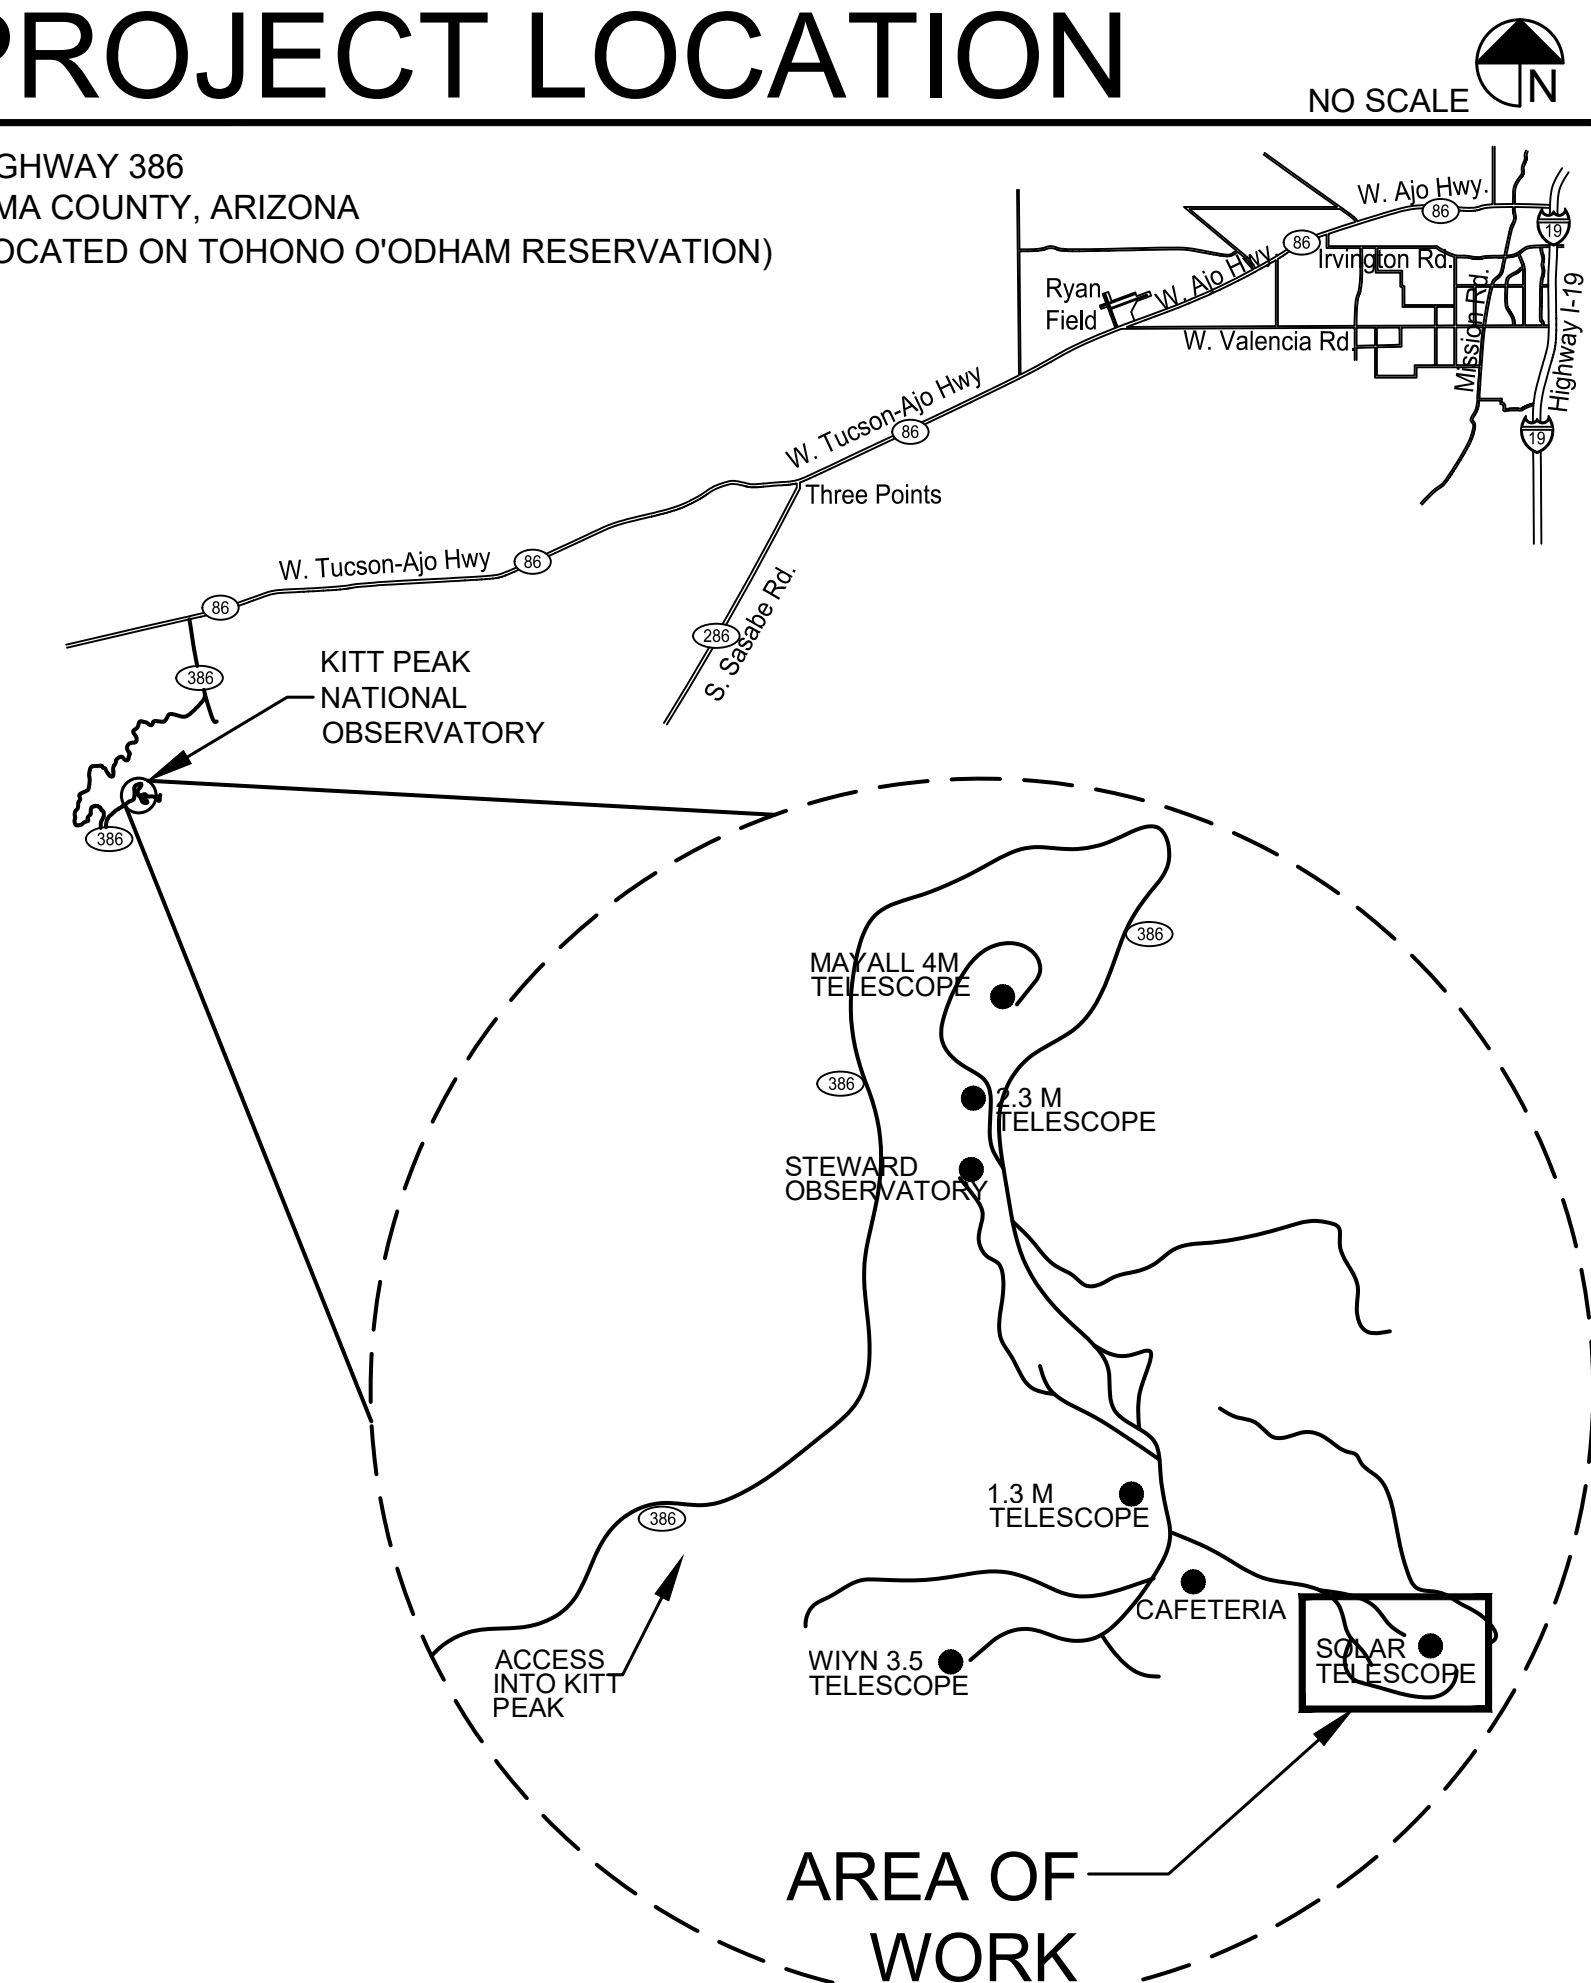 PROJECT LOCATION
NO SCALE
N
GHWAY 386
MA COUNTY, ARIZONA
OCATED ON TOHONO O'ODHAM RESERVATION)
W. Ajo Hwy.
86
19
86
Irvington Rd.
W. Ajo Hwy
Ryan
Field
W. Valencia Rd.
Mission Rd.
Highway I-19
19
W. Tucson-Ajo Hwy
86
Three Points
W. Tucson-Ajo Hwy
86
86
286
S. Sasabe Rd.
386
KITT PEAK
NATIONAL
OBSERVATORY
386
386
MAYALL 4M
TELESCOPE
386
2.3 M
TELESCOPE
STEWARD
OBSERVATORY
1.3 M
TELESCOPE
386
CAFETERIA
ACCESS
INTO KITT
PEAK
WIYN 3.5
TELESCOPE
SOLAR
TELESCOPE
AREA OF
WORK